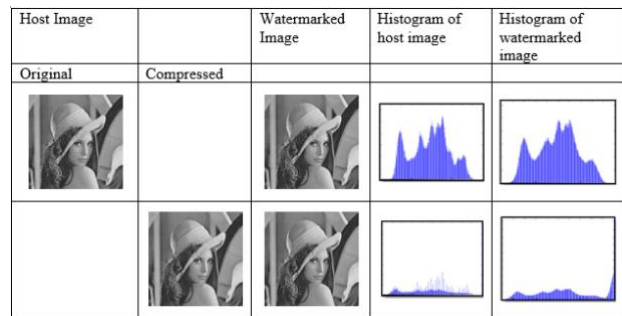 Host Image
Watermarked
Image
Histogram of
host image
Histogram of
watermarked
image
Original
Compressed